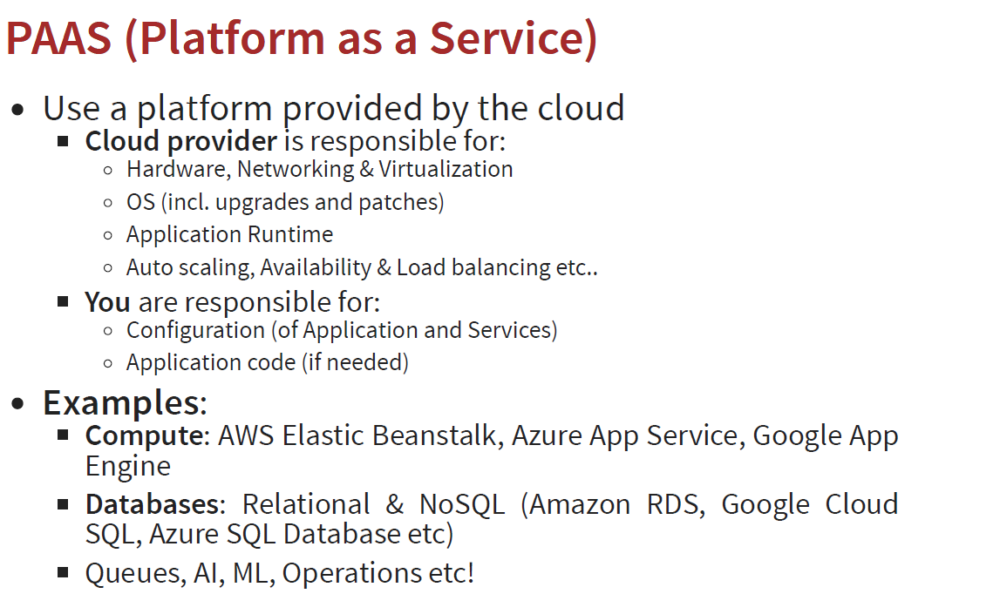 PAAS (Platform as a Service)
• Use a platform provided by the cloud
▪ Cloud provider is responsible for:
◦ Hardware, Networking & Virtualization
◦ OS (incl. upgrades and patches)
◦ Application Runtime
◦ Auto scaling, Availability & Load balancing etc..
▪ You are responsible for:
◦ Configuration (of Application and Services)
◦ Application code (if needed)
• Examples:
▪ Compute: AWS Elastic Beanstalk, Azure App Service, Google App
Engine
▪ Databases: Relational & NoSQL (Amazon RDS, Google Cloud
SQL, Azure SQL Database etc)
▪ Queues, AI, ML, Operations etc!